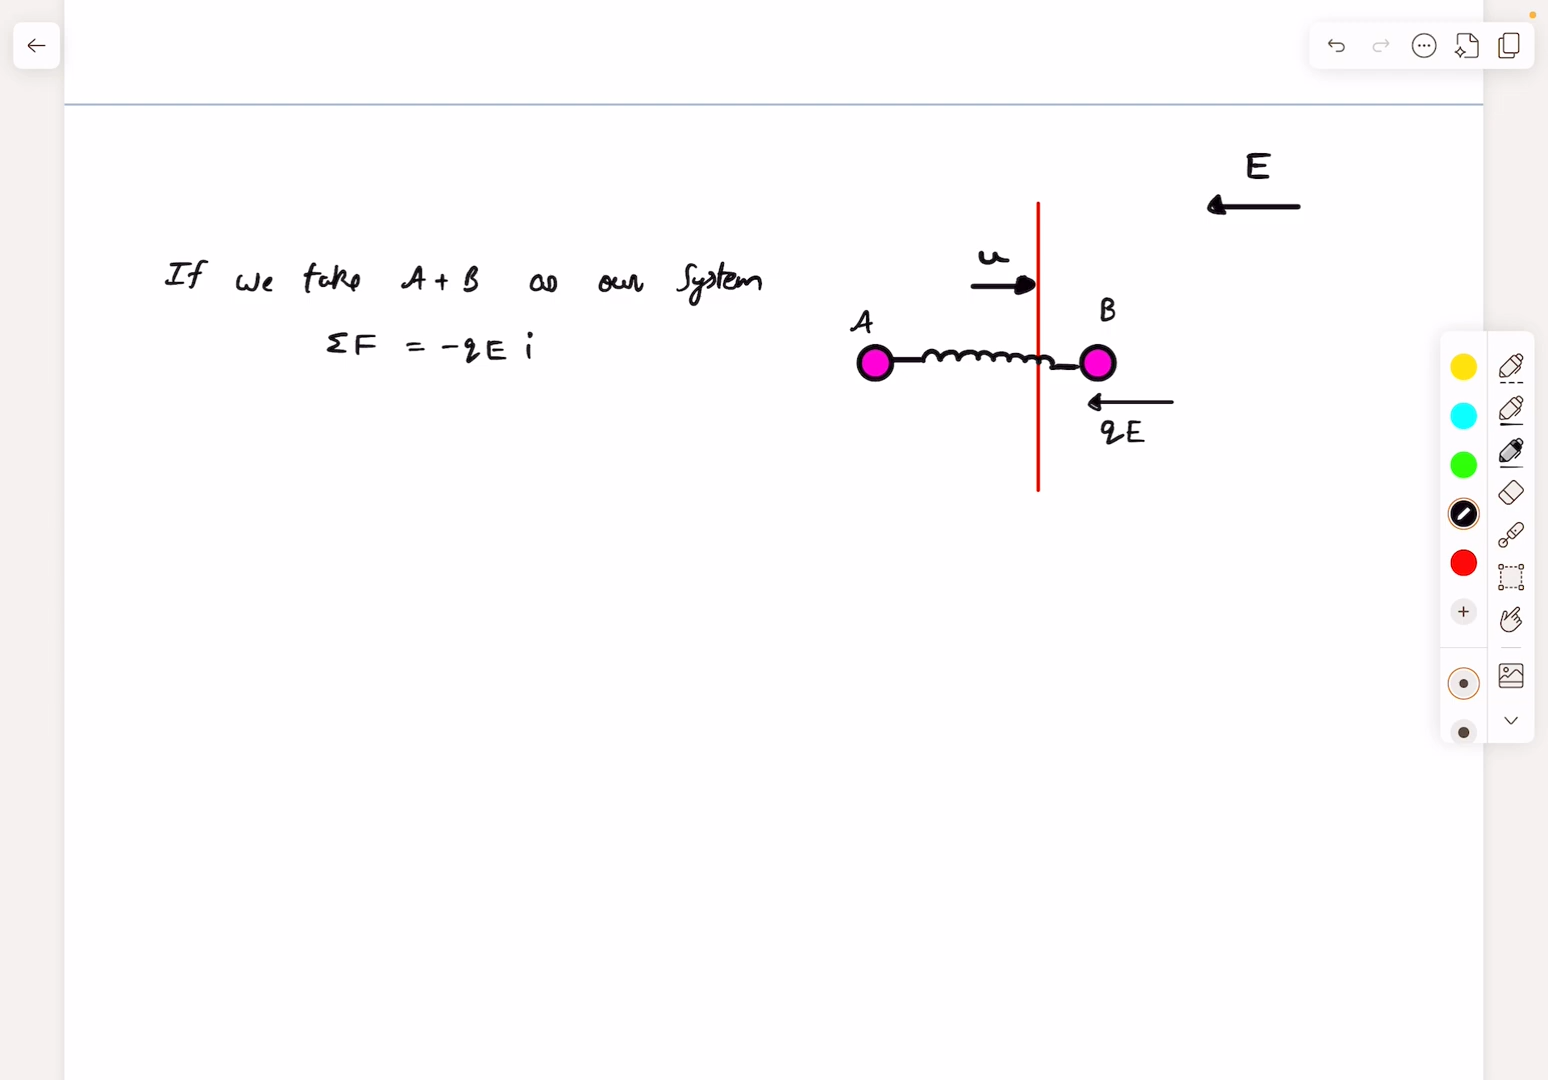 E
u
If we take A + B as our System
A
B
ΣF = -qE i
qE